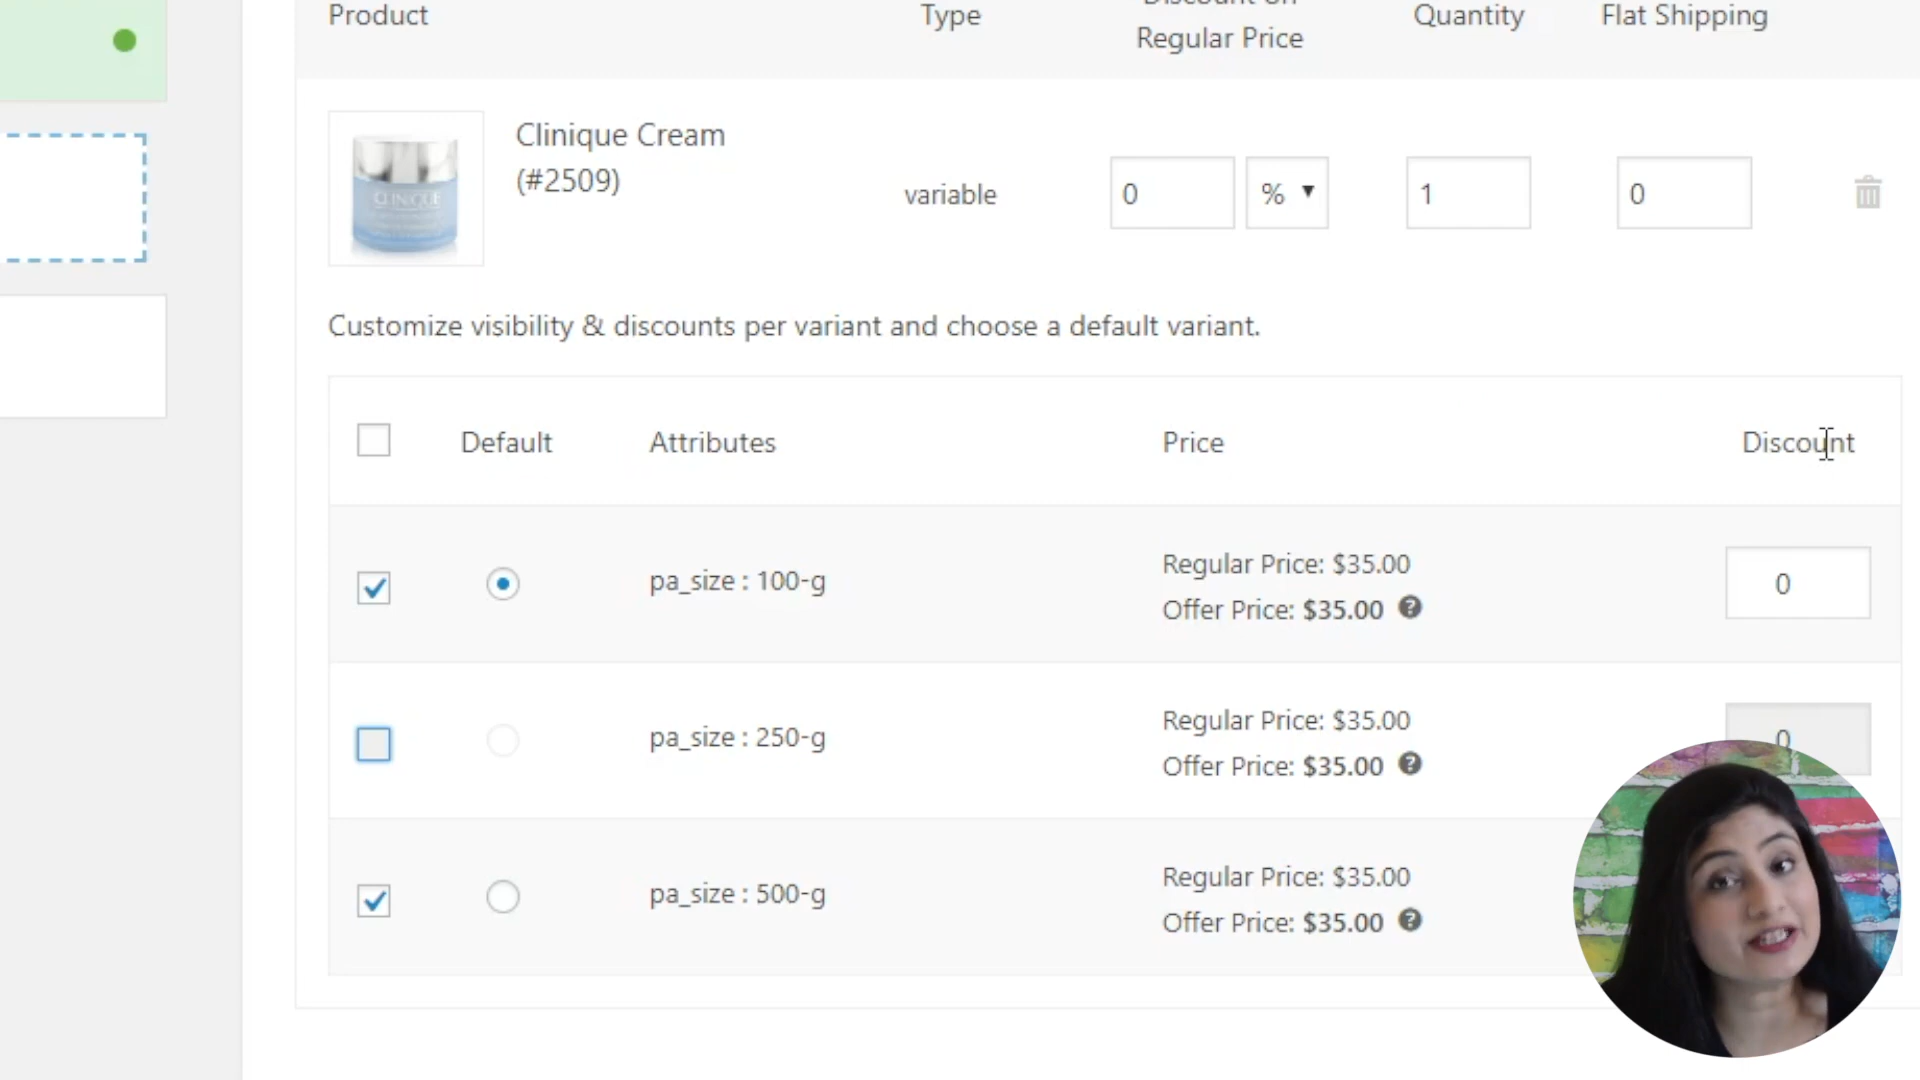 Product
Type
Regular Price
Quantity
Flat Shipping
Clinique Cream
(#2509)
CLINIQUE
variable
0
% ▼
1
0
Customize visibility & discounts per variant and choose a default variant.
Default
Attributes
Price
Discount
pa_size : 100-g
Regular Price: $35.00
Offer Price: $35.00 ?
0
pa_size : 250-g
Regular Price: $35.00
Offer Price: $35.00 ?
0
pa_size : 500-g
Regular Price: $35.00
Offer Price: $35.00 ?